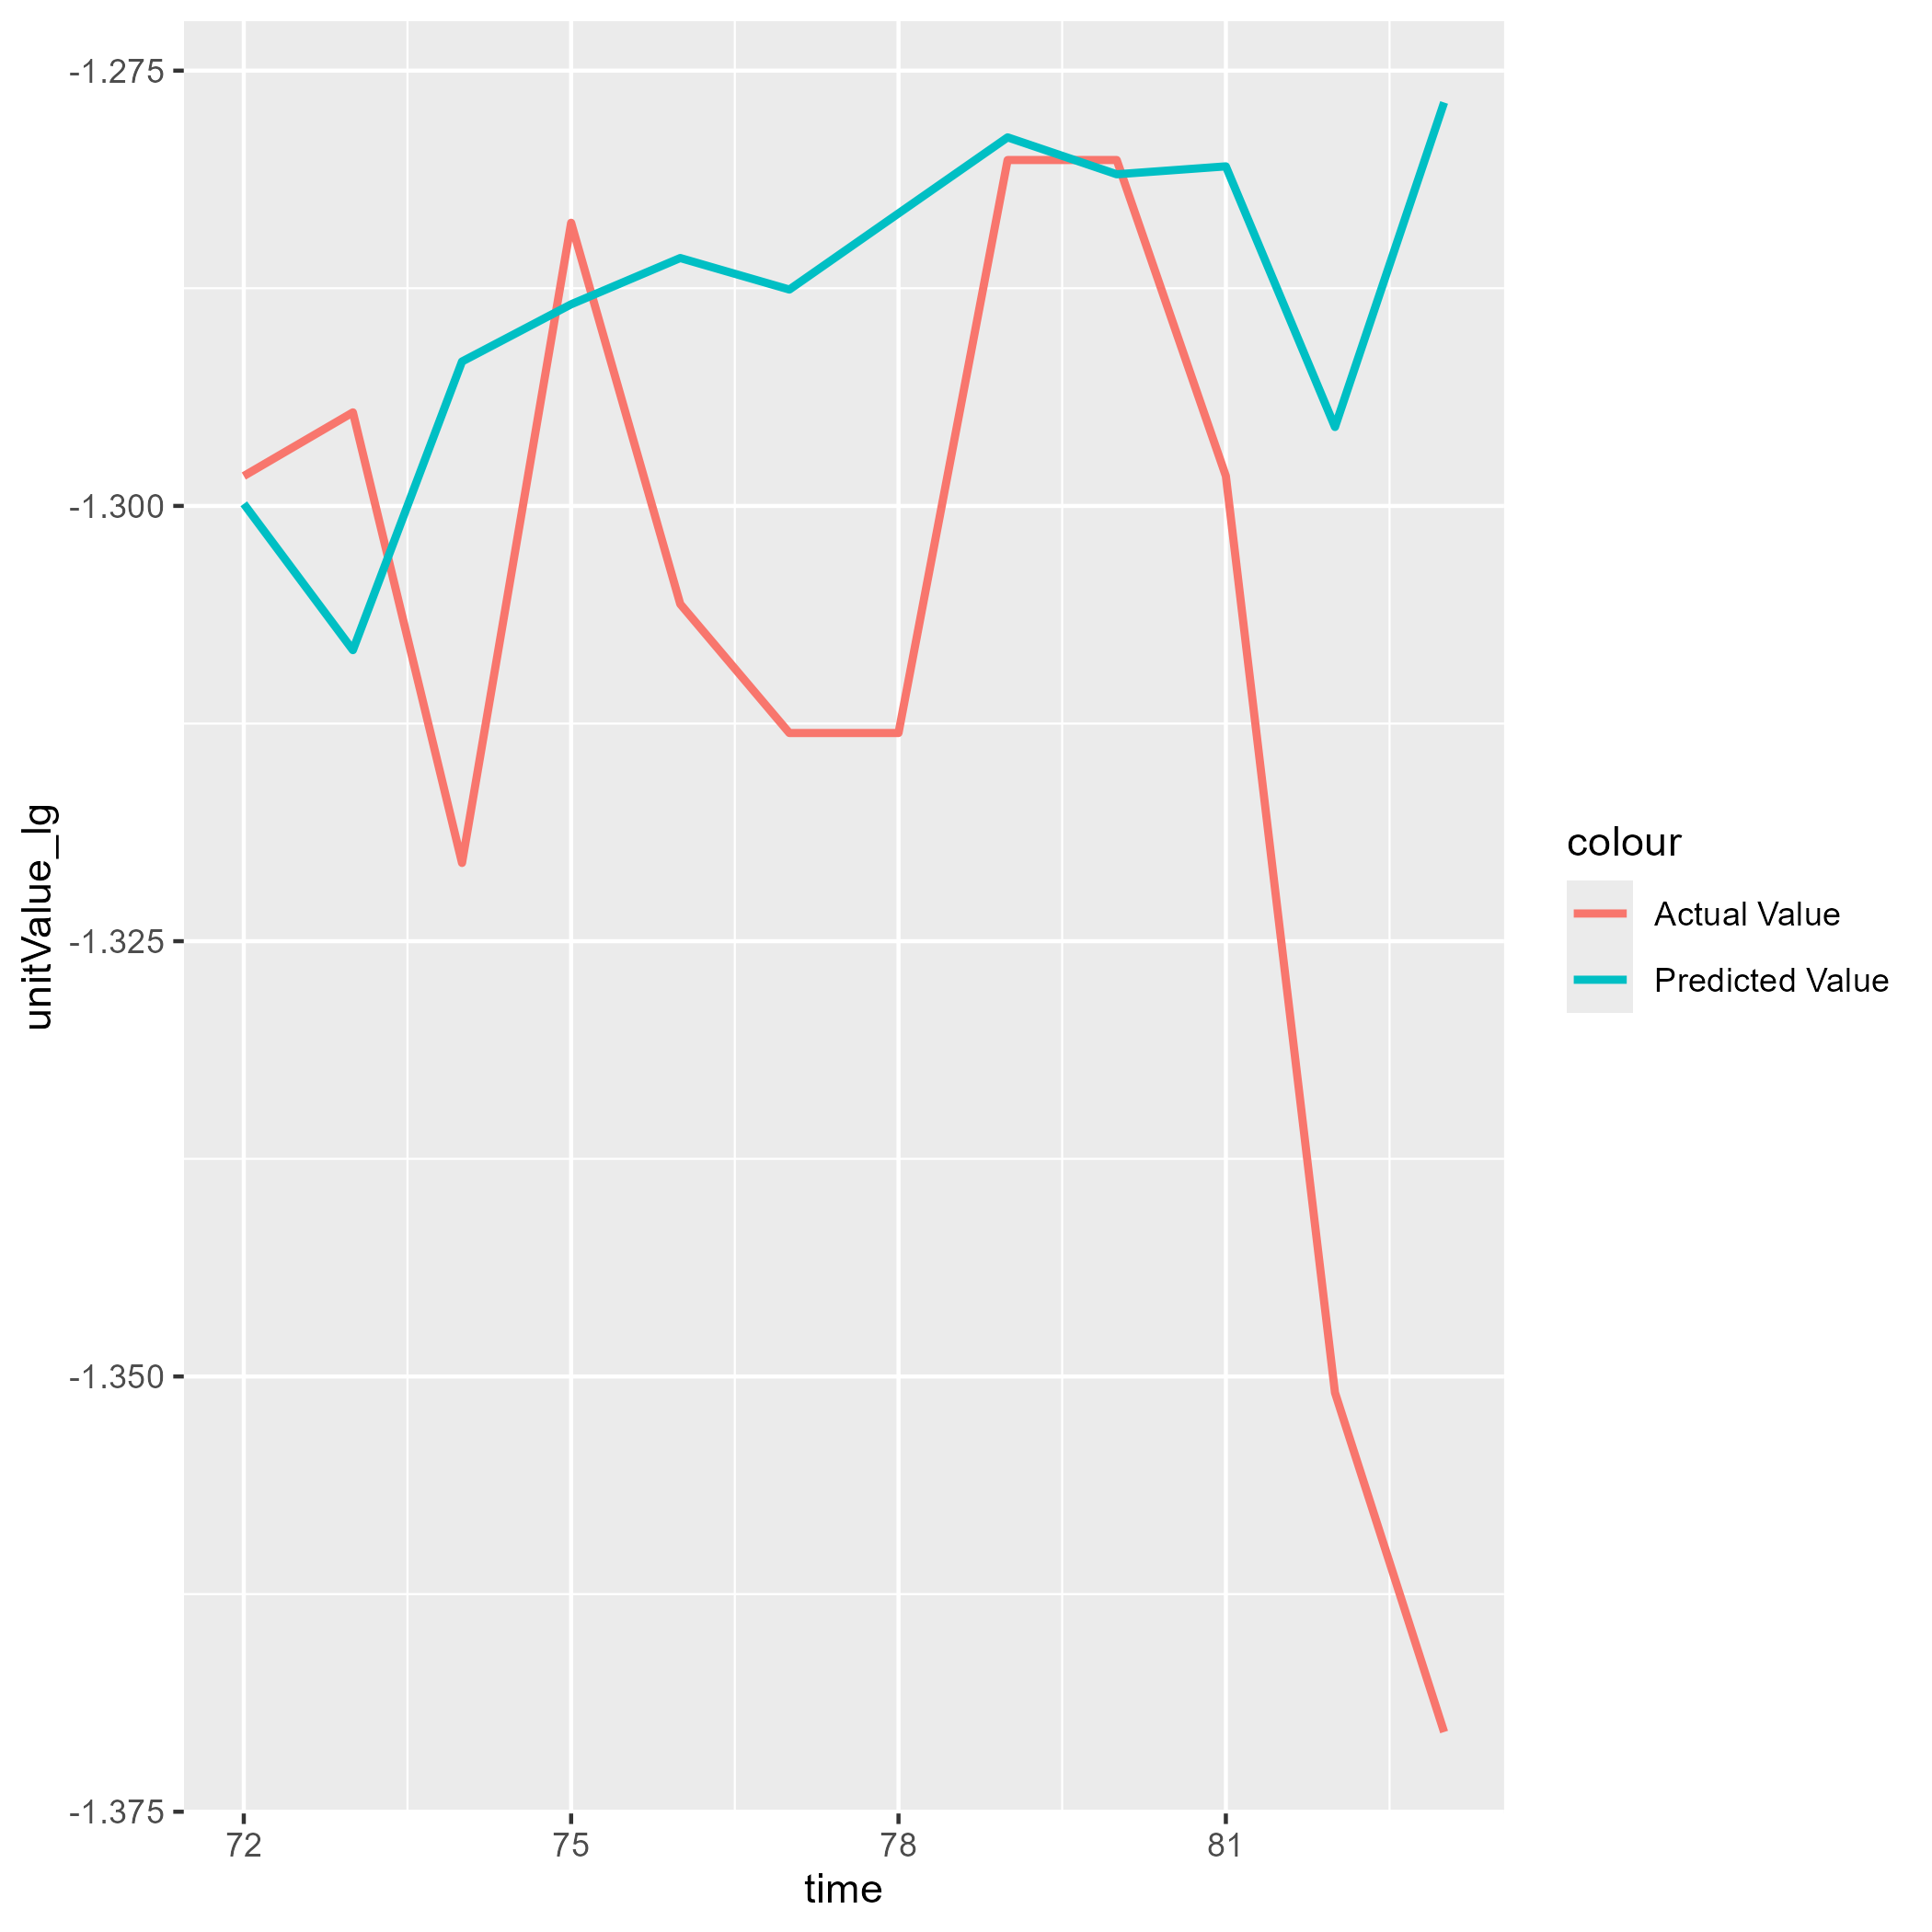 -1.275
-1.300
-1.325
-1.350
-1.375
unitValue_lg
72
75
78
81
time
colour
Actual Value
Predicted Value